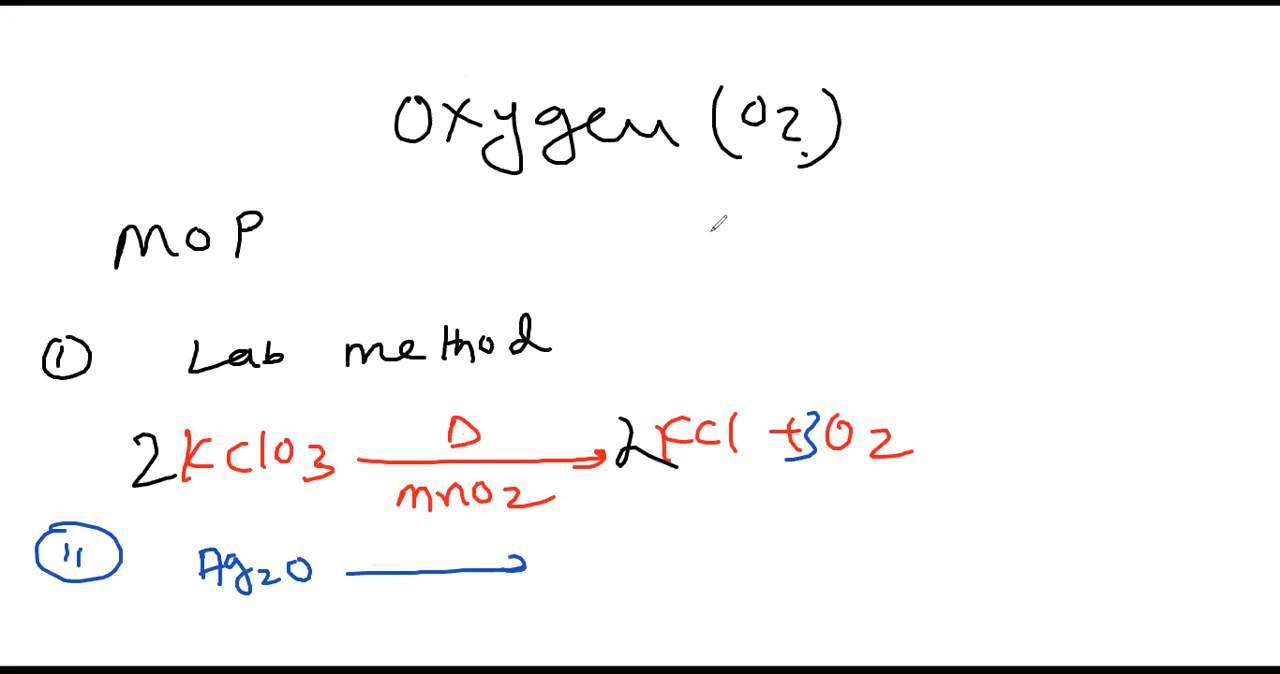 Oxygen (O2)
MOP
① Lab method
2KClO3 Δ→ MnO2 2KCl + 3O2
ⓘⓘ Ag2O →